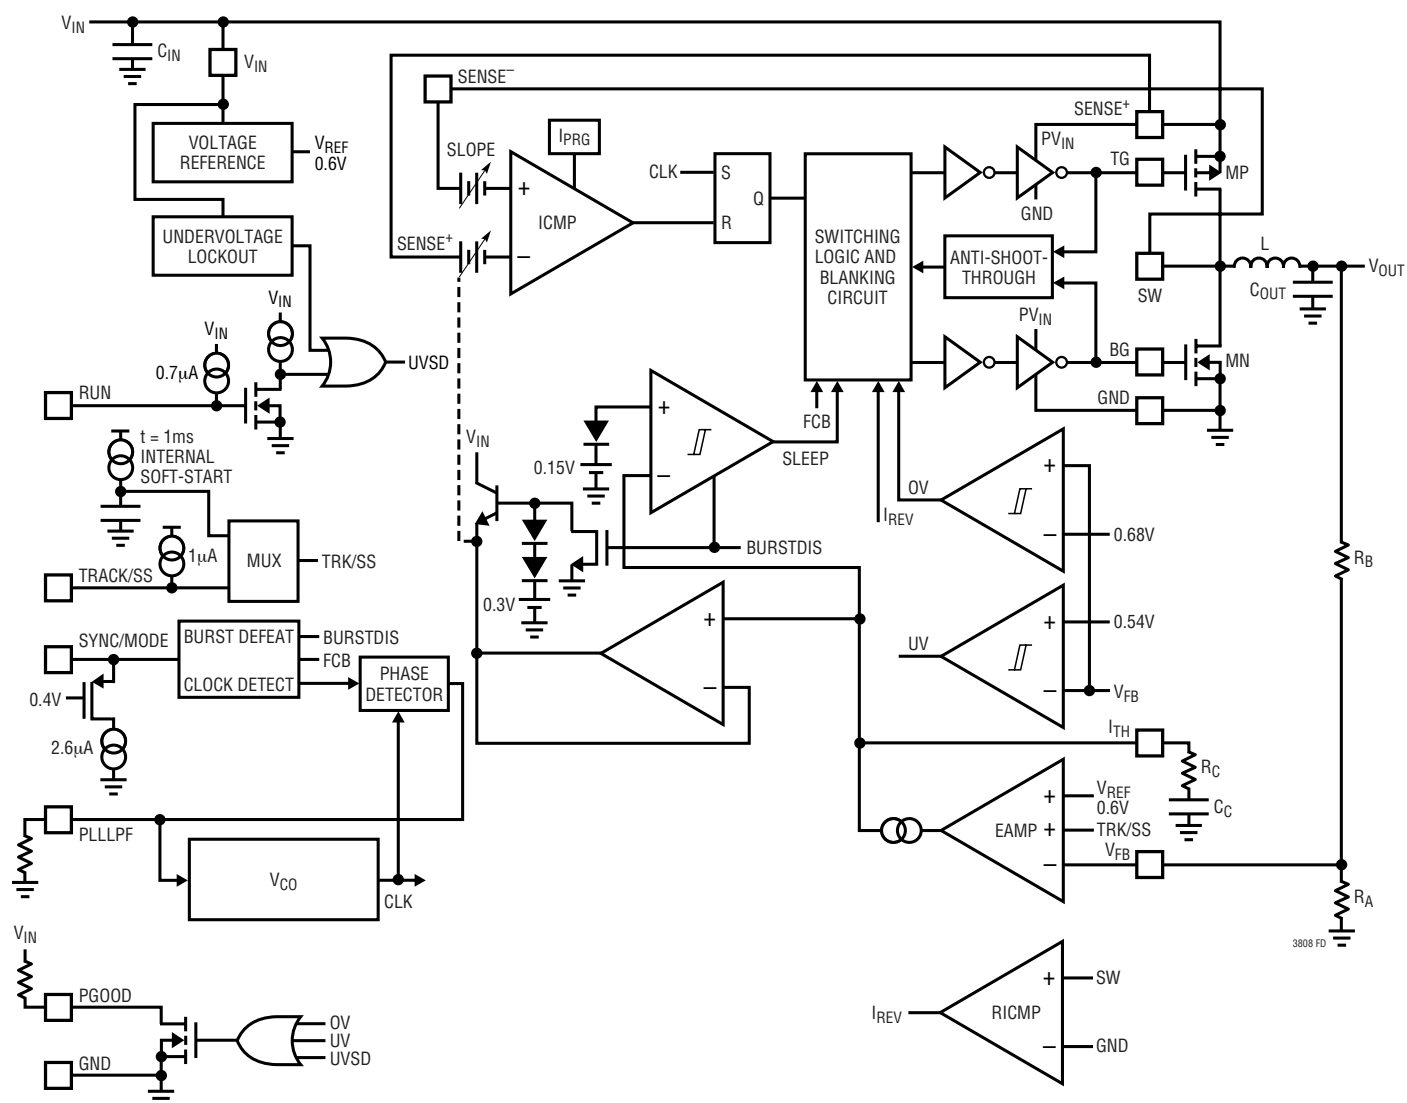 VIN
CIN
VIN
VOLTAGE
REFERENCE
VREF
0.6V
UNDERVOLTAGE
LOCKOUT
VIN
VIN
0.7µA
RUN
UVSD
t = 1ms
INTERNAL
SOFT-START
1µA
TRACK/SS
MUX
TRK/SS
SYNC/MODE
BURST DEFEAT
CLOCK DETECT
BURSTDIS
FCB
PHASE
DETECTOR
0.4V
2.6µA
PLLLPF
VCO
CLK
VIN
PGOOD
GND
OV
UV
UVSD
SENSE–
SLOPE
SENSE+
IPRG
+
ICMP
–
CLK
S
R
Q
SWITCHING
LOGIC AND
BLANKING
CIRCUIT
ANTI-SHOOT-
THROUGH
PVIN
GND
PVIN
SENSE+
TG
MP
SW
L
VOUT
COUT
BG
MN
GND
FCB
SLEEP
IREV
OV
+
–
0.15V
VIN
0.3V
BURSTDIS
+
–
+
–
0.68V
UV
+
–
0.54V
VFB
RB
ITH
RC
CC
EAMP
+
+
–
VREF
0.6V
TRK/SS
VFB
RA
3808 FD
IREV
RICMP
+
–
SW
GND